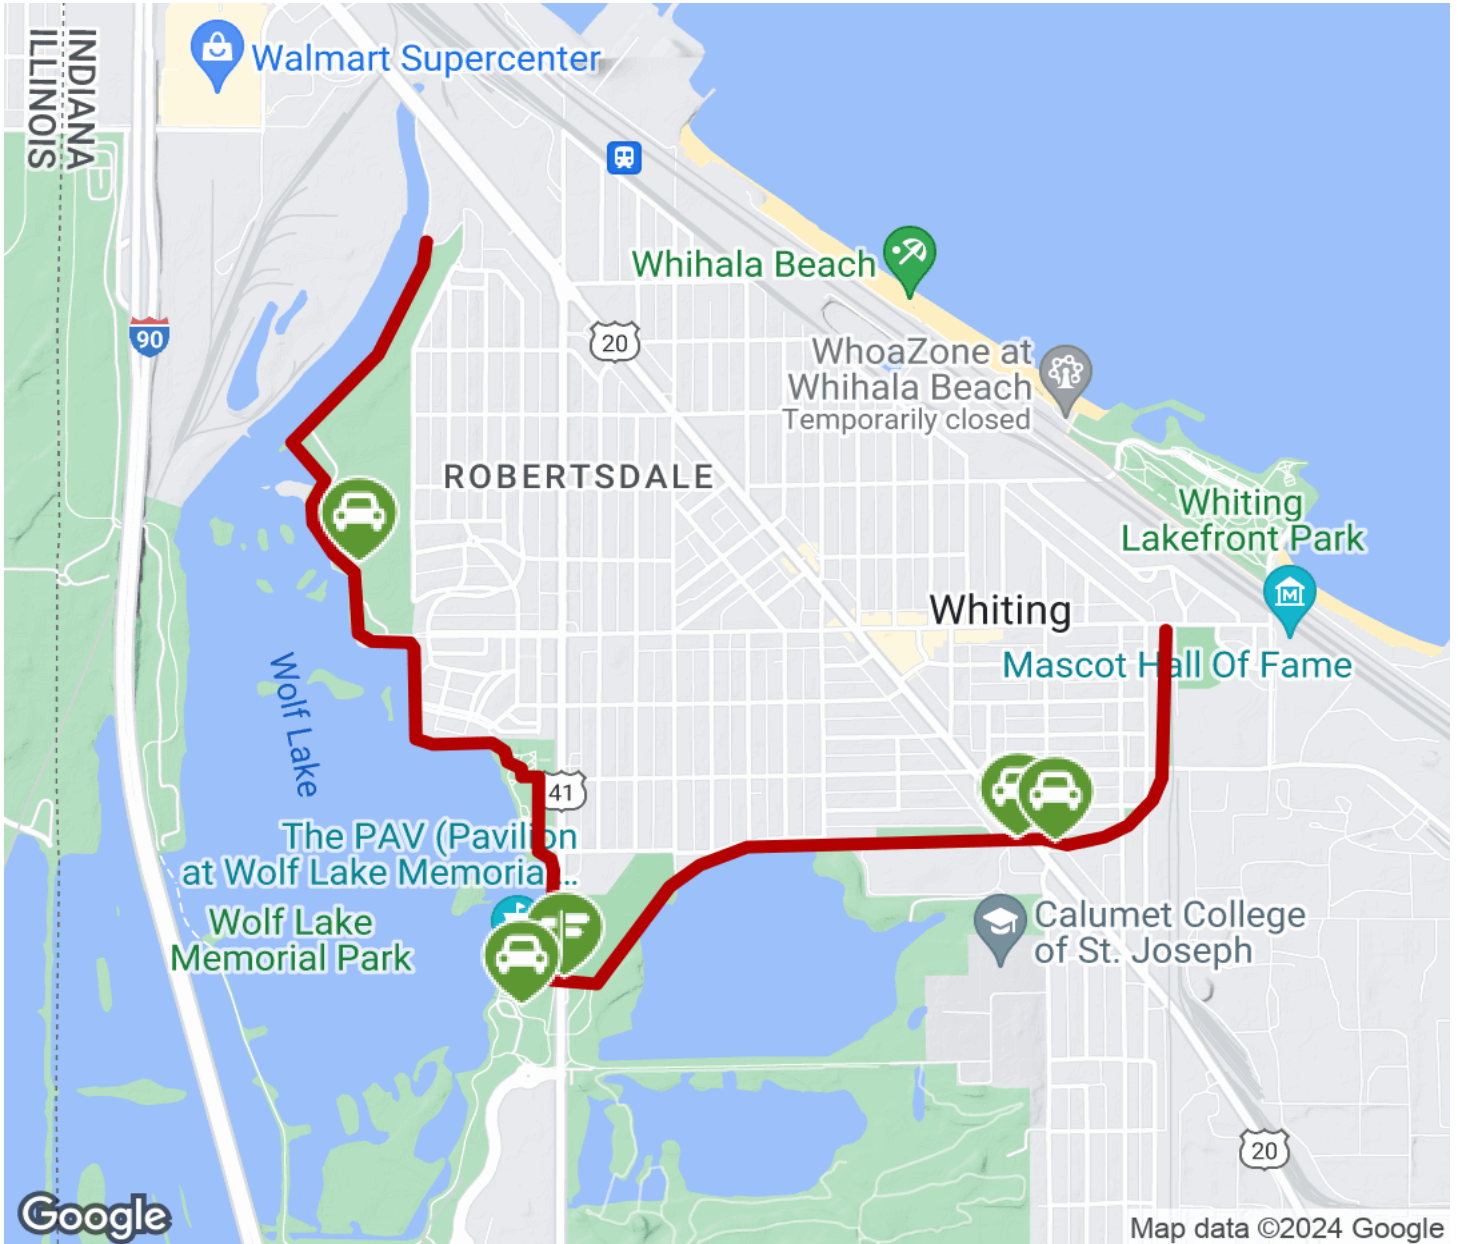 INDIANA
ILLINOIS
Walmart Supercenter
90
20
Whihala Beach
WhoaZone at
Whihala Beach
Temporarily closed
ROBERTSDALE
Whiting
Lakefront Park
Whiting
M
Mascot Hall Of Fame
Wolf Lake
41
The PAV (Pavilion
at Wolf Lake Memoria...
Wolf Lake
Memorial Park
Calumet College
of St. Joseph
20
Google
Map data ©2024 Google